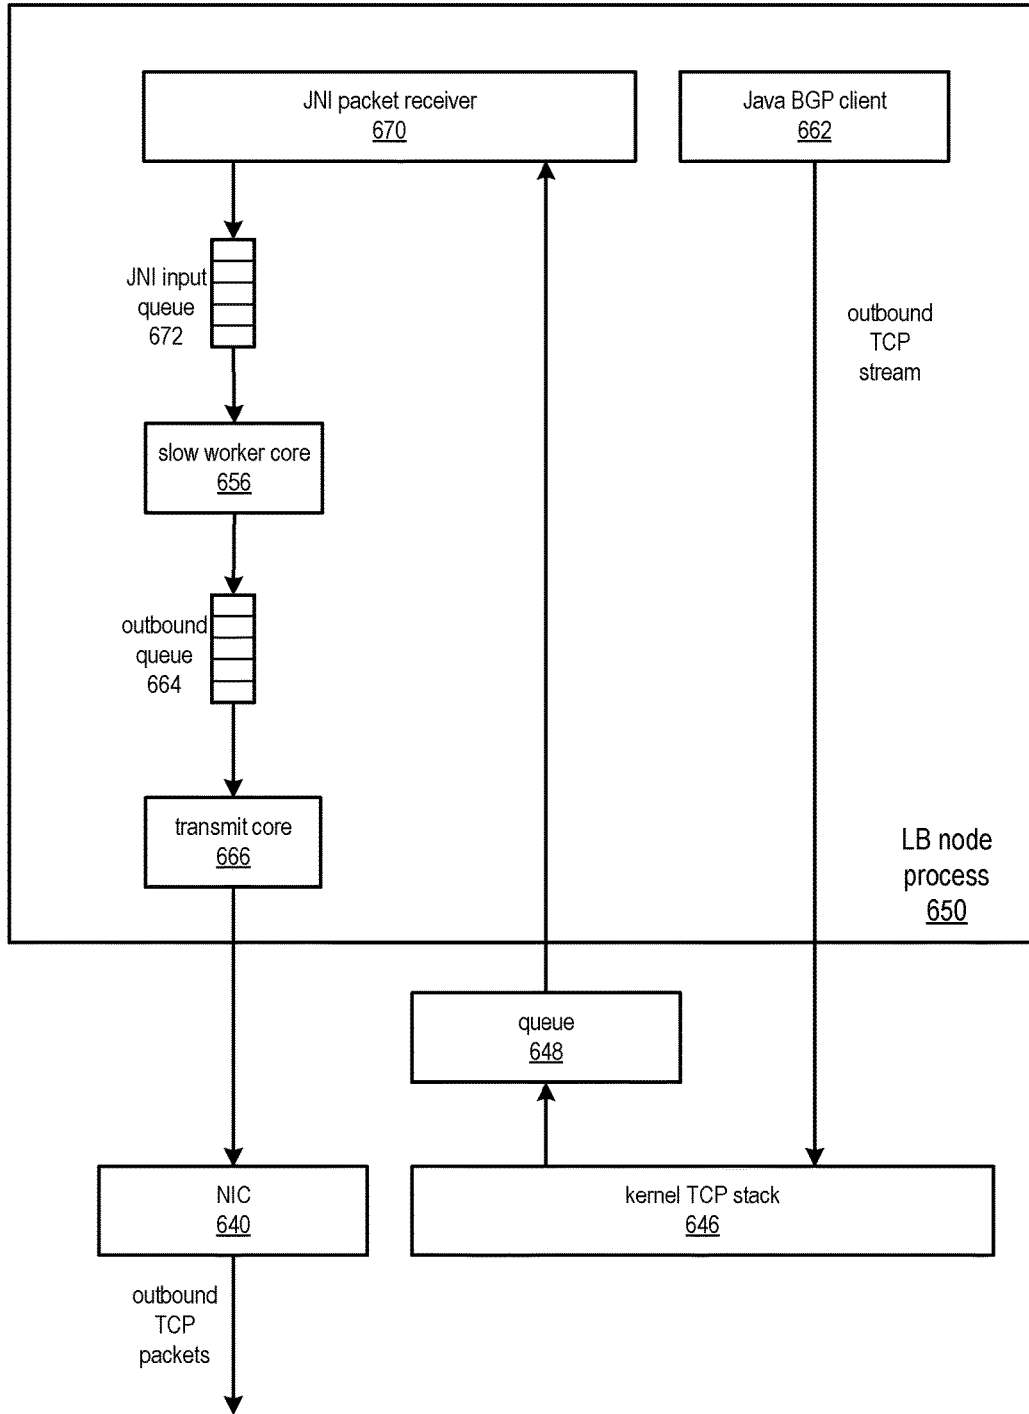 JNI packet receiver
670
Java BGP client
662
JNI input
queue
672
outbound
TCP
stream
slow worker core
656
outbound
queue
664
transmit core
666
LB node
process
650
queue
648
NIC
640
kernel TCP stack
646
outbound
TCP
packets